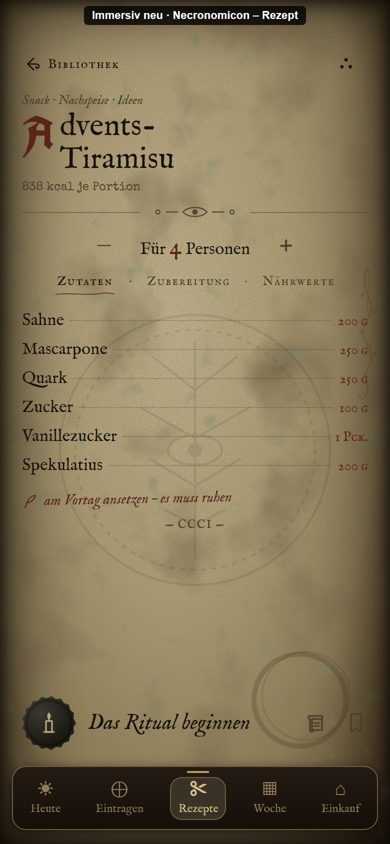 Immersiv neu · Necronomicon – Rezept
Bibliothek
Snack · Nachspeise · Ideen
Advents-
Tiramisu
838 kcal je Portion
— Für 4 Personen +
Zutaten · Zubereitung · Nährwerte
Sahne 200 g
Mascarpone 250 g
Quark 250 g
Zucker 100 g
Vanillezucker 1 Pck.
Spekulatius 200 g
am Vortag ansetzen – es muss ruhen
– CCCI –
Das Ritual beginnen
Heute Eintragen Rezepte Woche Einkauf